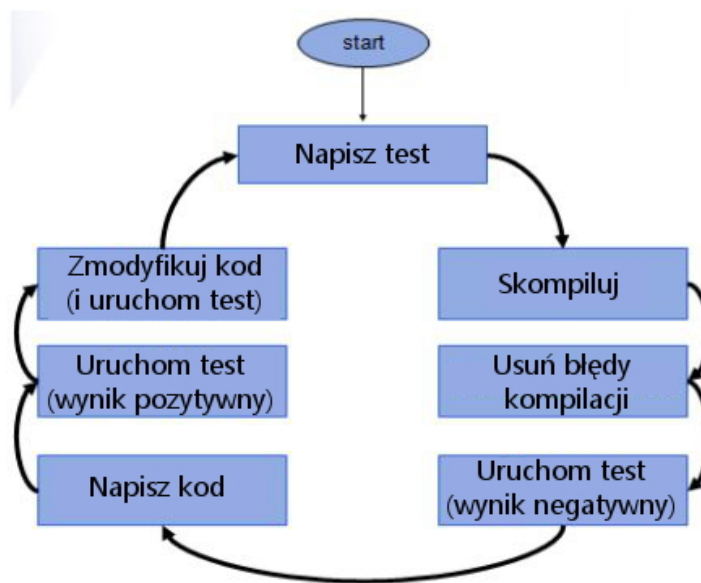 start
Napisz test
Skompiluj
Usuń błędy
kompilacji
Uruchom test
(wynik negatywny)
Napisz kod
Uruchom test
(wynik pozytywny)
Zmodyfikuj kod
(i uruchom test)